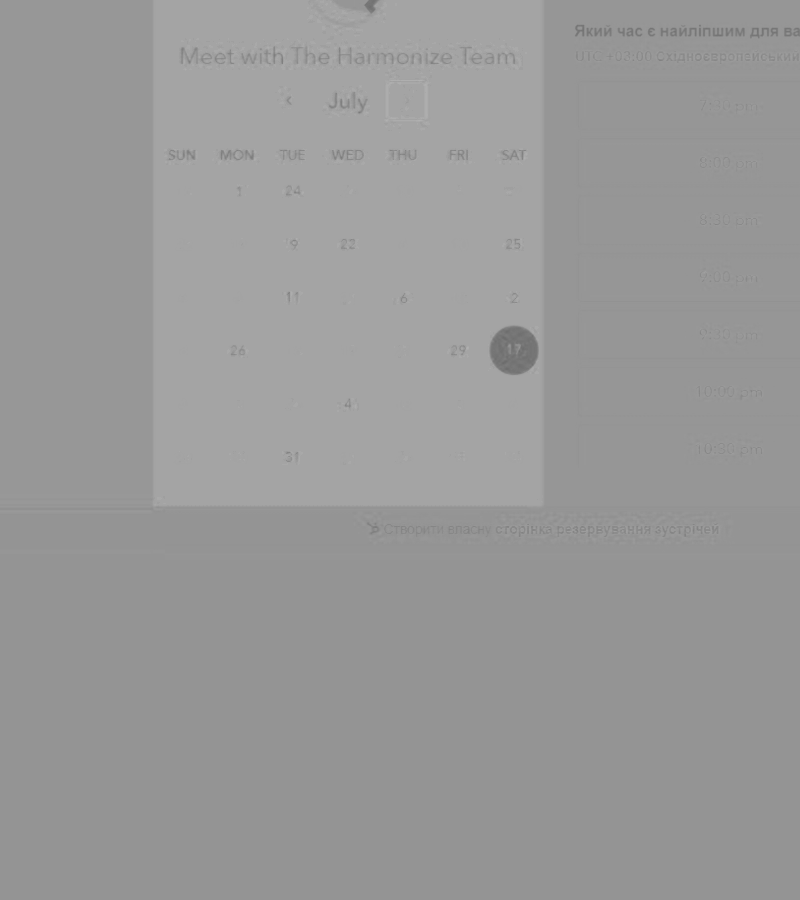 Який час є найліпшим для ва
Meet with The Harmonize Team
UTC +03:00 Східноєвропейський
July
7:30 pm
SUN MON TUE WED THU FRI SAT
8:00 pm
1 24
8:30 pm
9 22 25
9:00 pm
11 6 2
9:30 pm
26 29 17
10:00 pm
4
10:30 pm
31
Створити власну сторінка резервування зустрічей